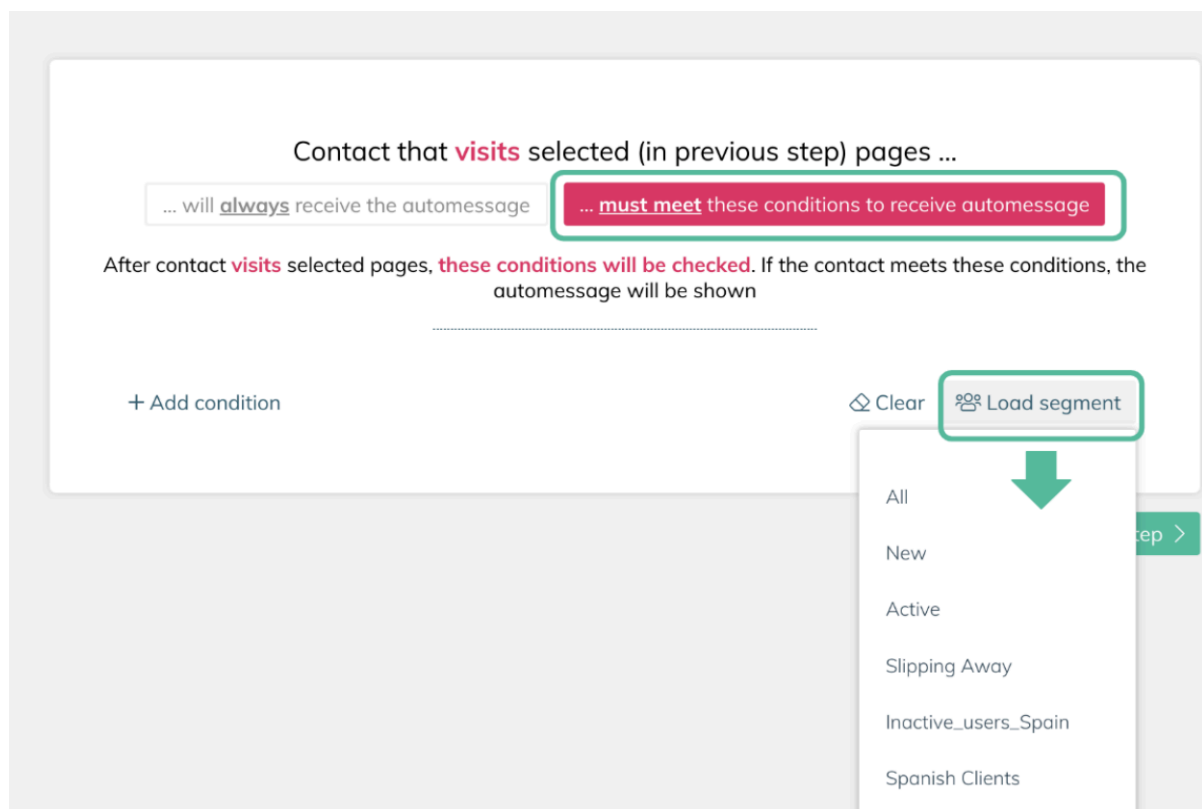 Contact that visits selected (in previous step) pages ...
... will always receive the automessage
... must meet these conditions to receive automessage
After contact visits selected pages, these conditions will be checked. If the contact meets these conditions, the
automessage will be shown
+ Add condition
Clear
Load segment
All
New
Active
Slipping Away
Inactive_users_Spain
Spanish Clients